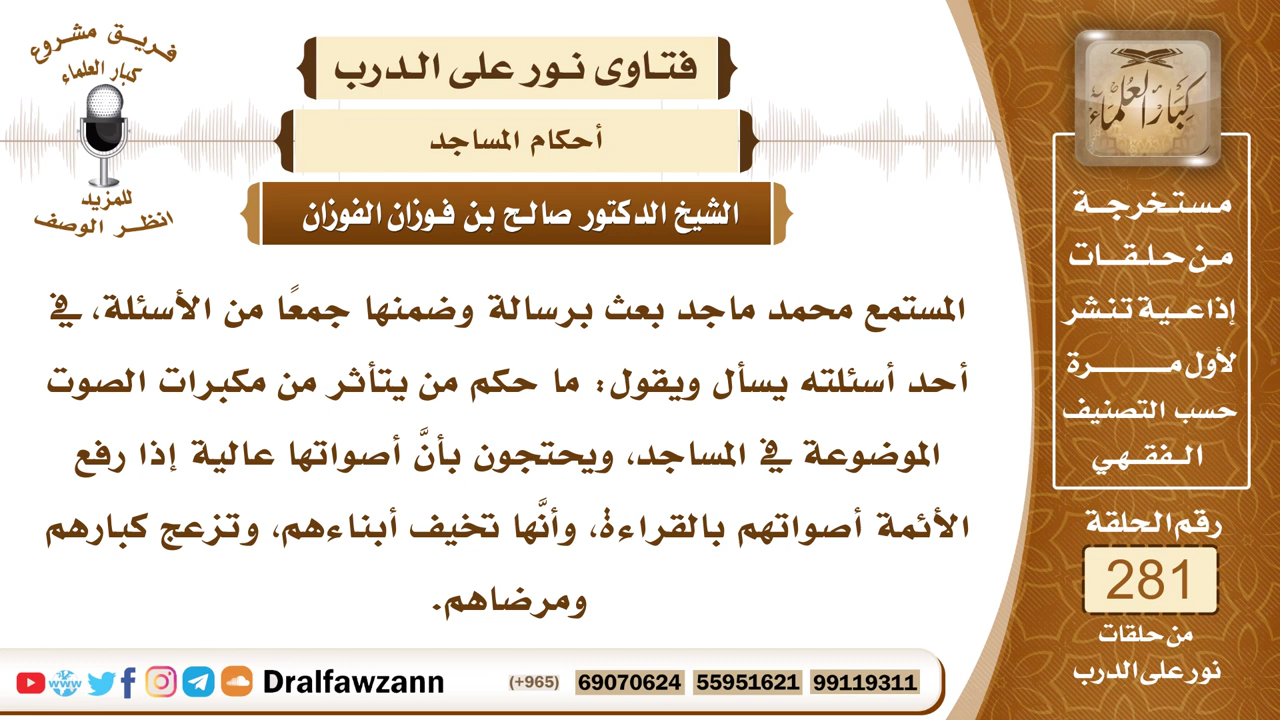 فريق مشروع
كبار العلماء
للمزيد
انظر الوصف
فتاوى نور على الدرب
أحكام المساجد
الشيخ الدكتور صالح بن فوزان الفوزان
المستمع محمد ماجد بعث برسالة وضمنها جمعًا من الأسئلة، في
أحد أسئلته يسأل ويقول: ما حكم من يتأثر من مكبرات الصوت
الموضوعة في المساجد، ويحتجون بأنَّ أصواتها عالية إذا رفع
الأئمة أصواتهم بالقراءة، وأنَّها تخيف أبناءهم، وتزعج كبارهم
ومرضاهم.
كبار العلماء
مستخرجة
من حلقات
إذاعية تنشر
لأول مرة
حسب التصنيف
الفقهي
رقم الحلقة
281
من حلقات
نور على الدرب
www Dralfawzann (+965) 69070624 55951621 99119311